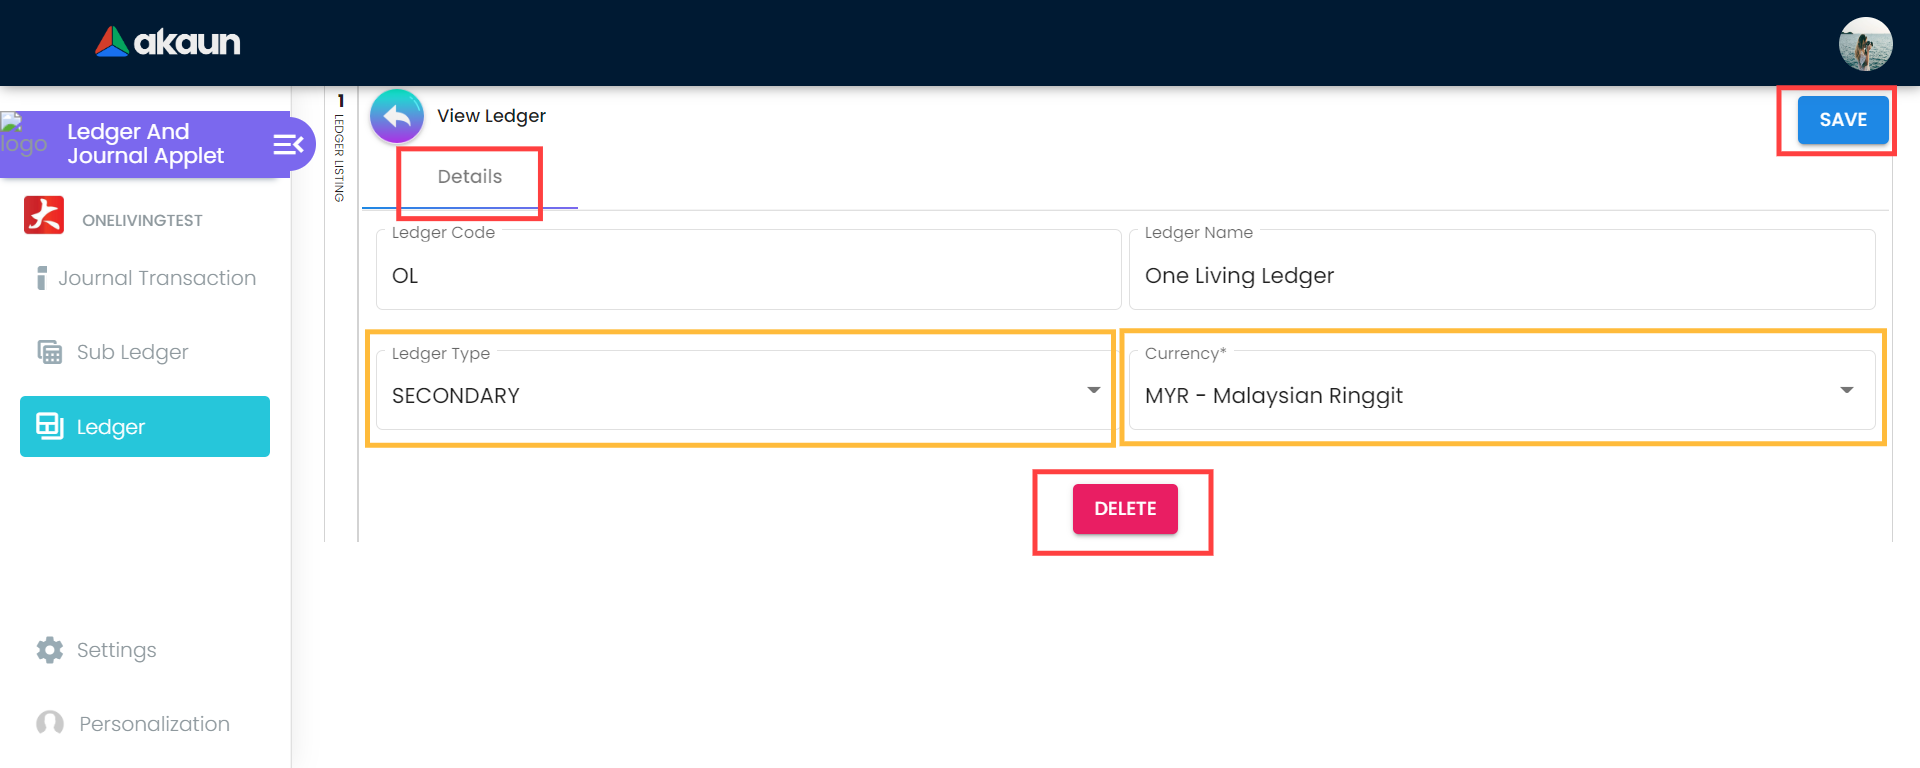 akaun
logo
Ledger And
Journal Applet
ONELIVINGTEST
Journal Transaction
Sub Ledger
Ledger
Settings
Personalization
1
LEDGER LISTING
View Ledger
SAVE
Details
Ledger Code
OL
Ledger Name
One Living Ledger
Ledger Type
SECONDARY
Currency*
MYR - Malaysian Ringgit
DELETE